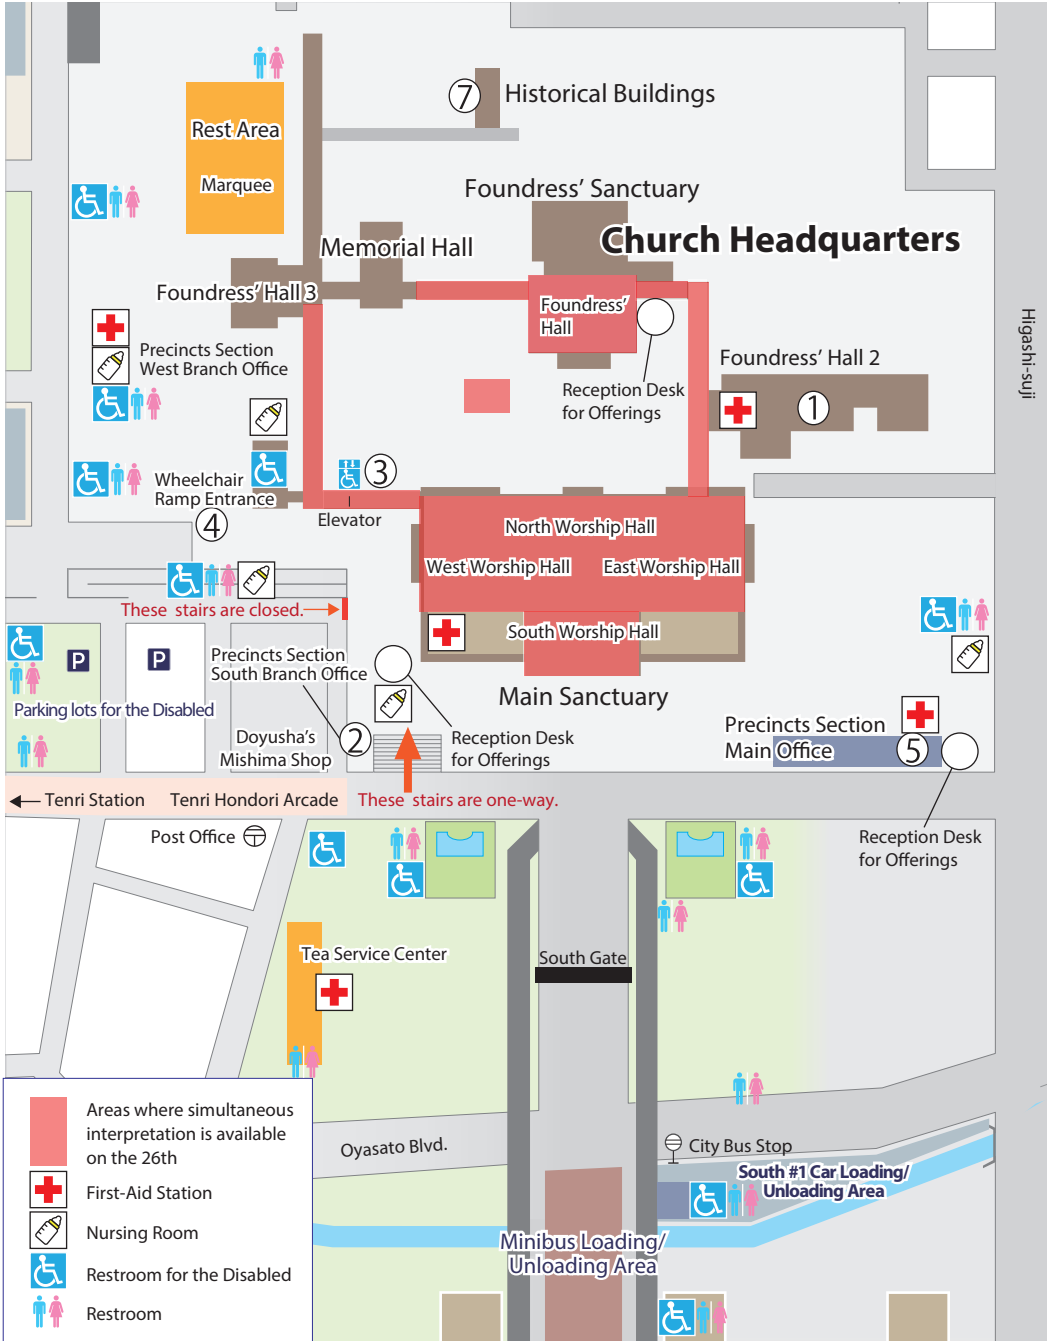 Rest Area
Marquee
⑦ Historical Buildings
Foundress’ Sanctuary
Church Headquarters
Memorial Hall
Foundress’ Hall 3
Foundress’
Hall
Higashi-suji
Precincts Section
West Branch Office
Foundress’ Hall 2
Reception Desk
for Offerings
①
③
Wheelchair
Ramp Entrance
④
Elevator
North Worship Hall
West Worship Hall
East Worship Hall
These stairs are closed.
South Worship Hall
Precincts Section
South Branch Office
P
P
Parking lots for the Disabled
Main Sanctuary
②
Doyusha’s
Mishima Shop
Reception Desk
for Offerings
Precincts Section
Main Office
⑤
Tenri Station
Tenri Hondori Arcade
These stairs are one-way.
Post Office
Reception Desk
for Offerings
Tea Service Center
South Gate
Areas where simultaneous
interpretation is available
on the 26th
First-Aid Station
Nursing Room
Restroom for the Disabled
Restroom
Oyasato Blvd.
City Bus Stop
South #1 Car Loading/
Unloading Area
Minibus Loading/
Unloading Area